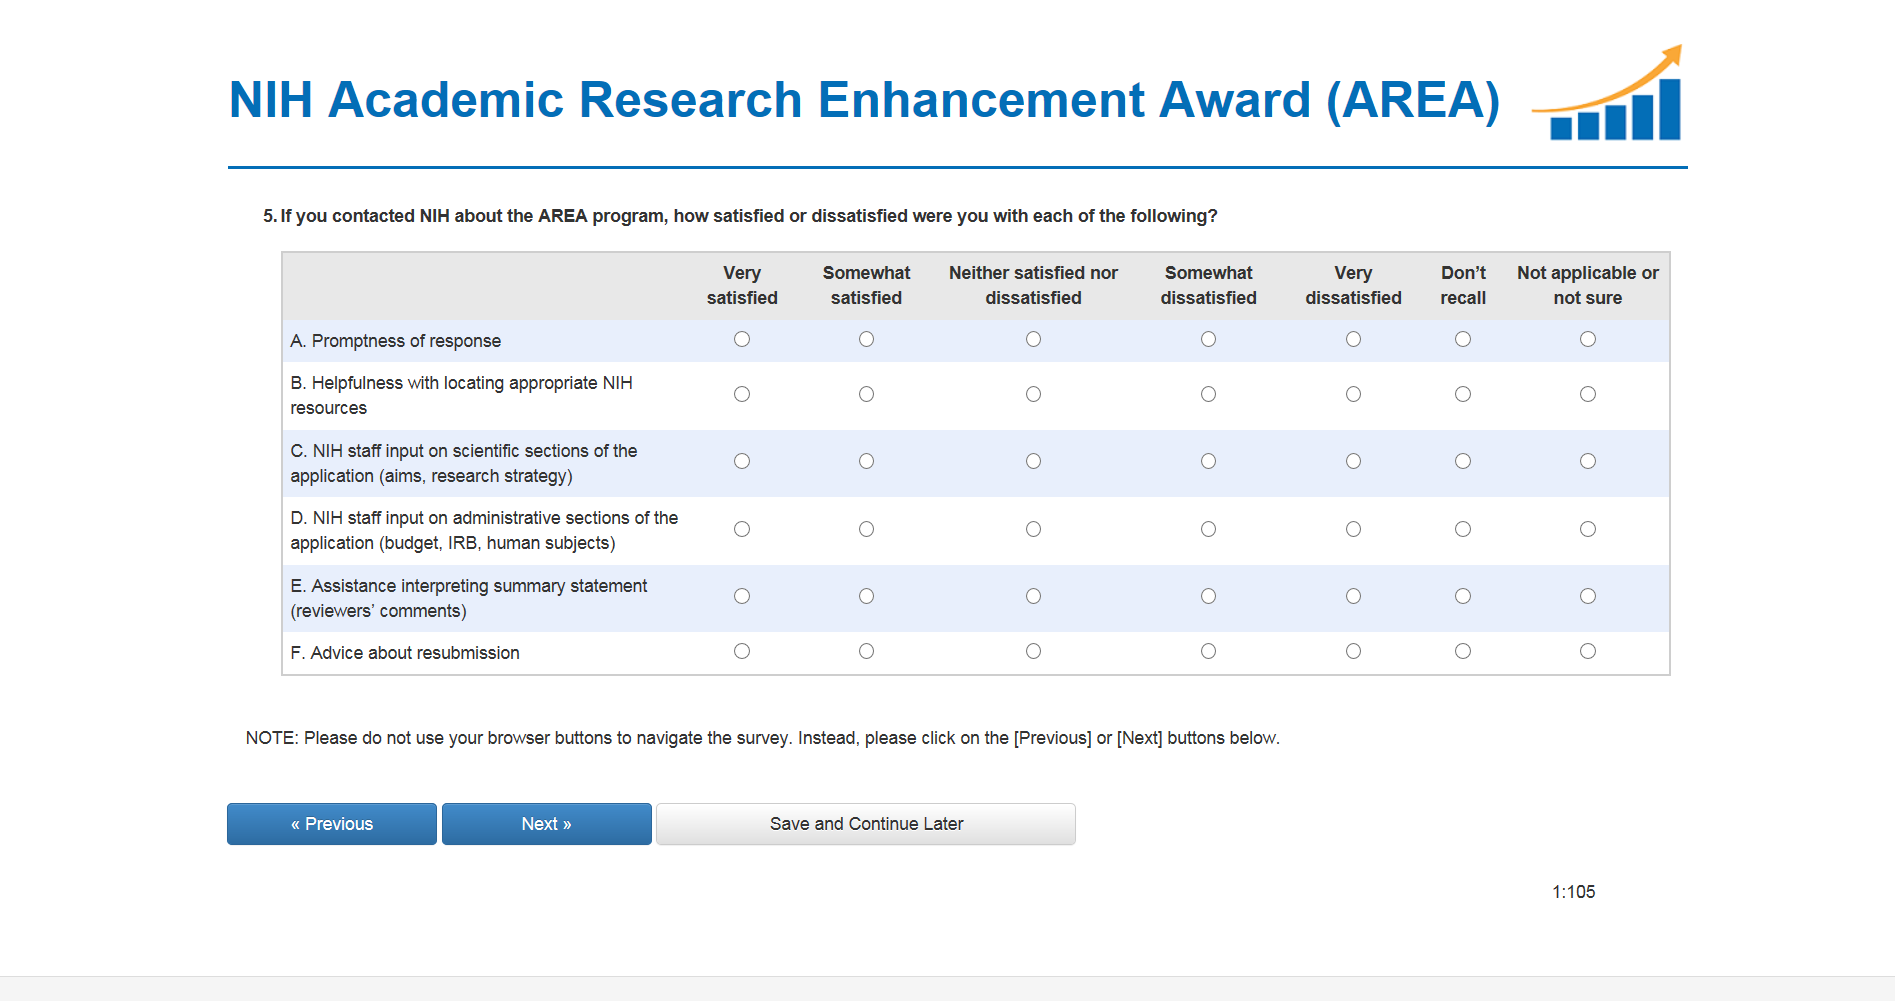 NIH Academic Research Enhancement Award (AREA)
5. If you contacted NIH about the AREA program, how satisfied or dissatisfied were you with each of the following?
Very satisfied
Somewhat satisfied
Neither satisfied nor dissatisfied
Somewhat dissatisfied
Very dissatisfied
Don’t recall
Not applicable or not sure
A. Promptness of response
B. Helpfulness with locating appropriate NIH
resources
C. NIH staff input on scientific sections of the
application (aims, research strategy)
D. NIH staff input on administrative sections of the
application (budget, IRB, human subjects)
E. Assistance interpreting summary statement
(reviewers’ comments)
F. Advice about resubmission
NOTE: Please do not use your browser buttons to navigate the survey. Instead, please click on the [Previous] or [Next] buttons below.
« Previous
Next »
Save and Continue Later
1:105